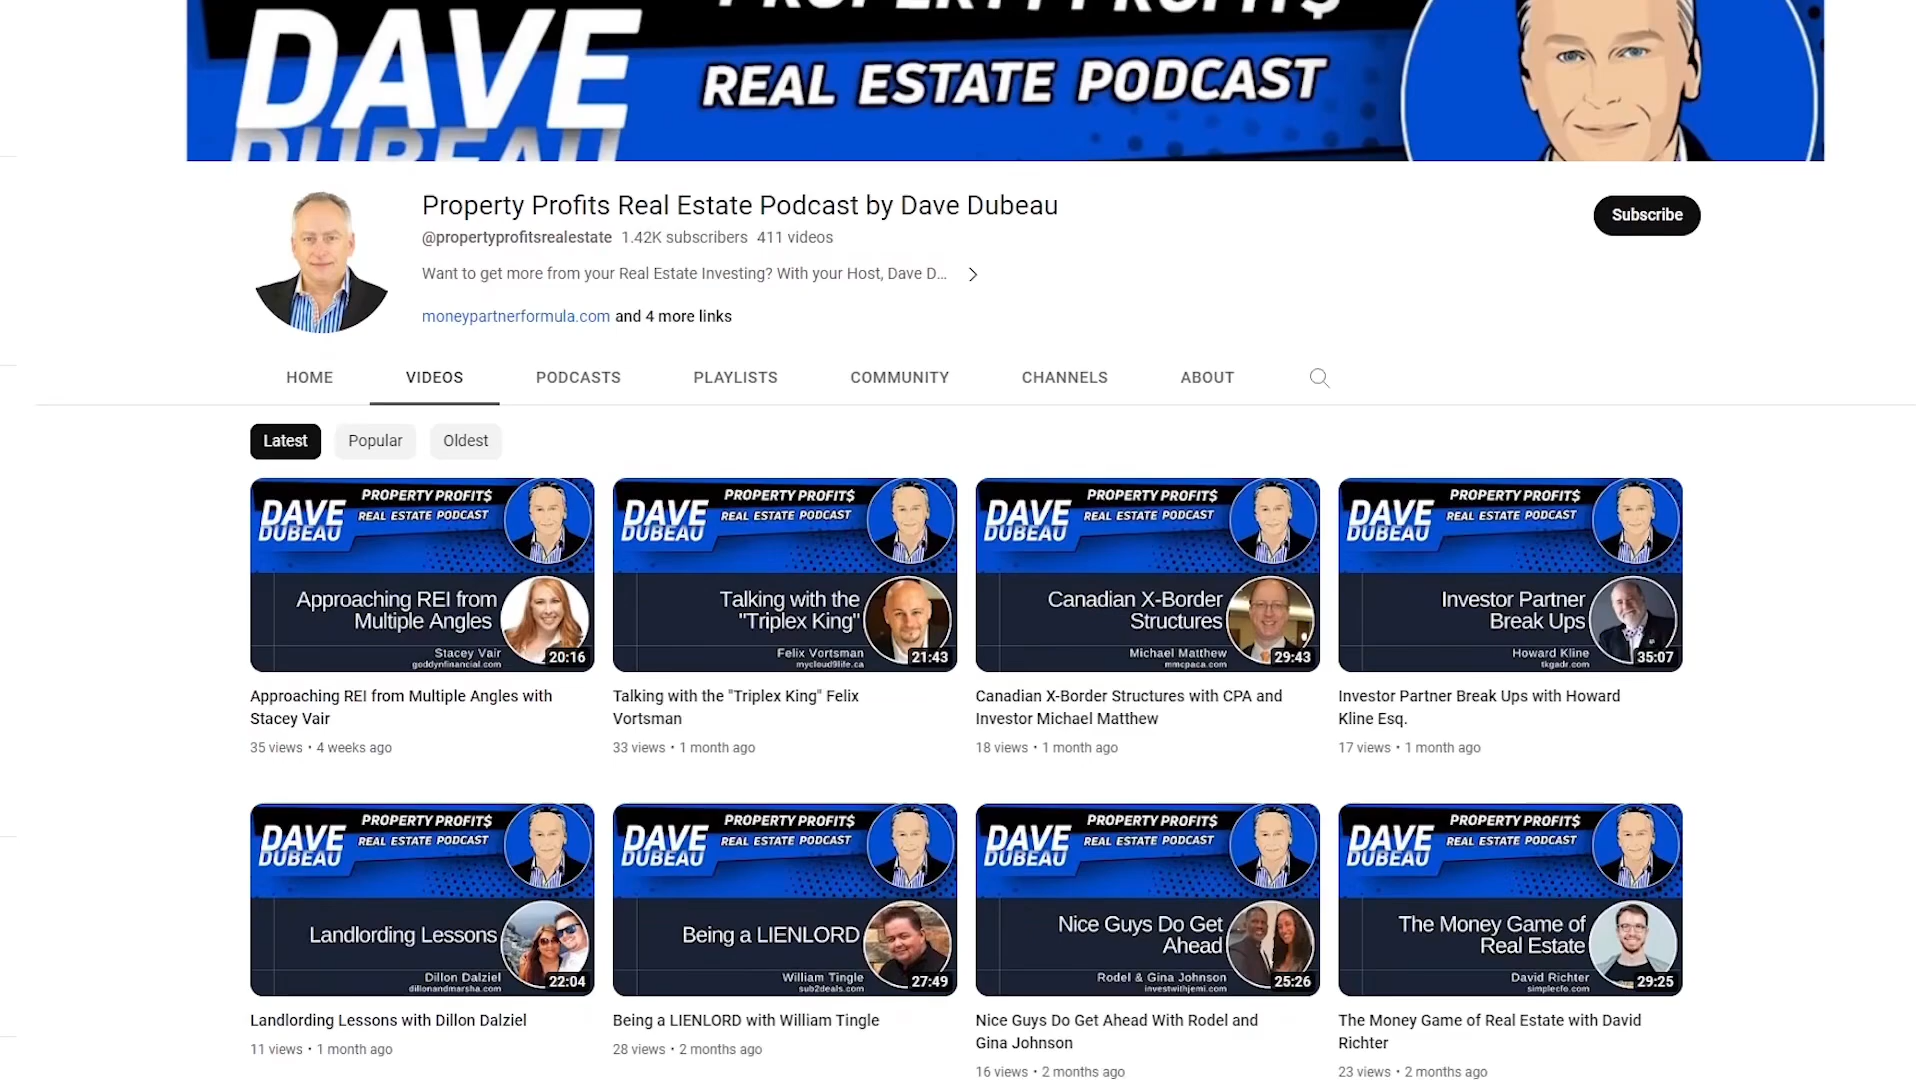 PROPERTY PROFIT$
DAVE
DUBEAU
REAL ESTATE PODCAST
Property Profits Real Estate Podcast by Dave Dubeau
@propertyprofitsrealestate 1.42K subscribers 411 videos
Want to get more from your Real Estate Investing? With your Host, Dave D...
moneypartnerformula.com and 4 more links
Subscribe
HOME VIDEOS PODCASTS PLAYLISTS COMMUNITY CHANNELS ABOUT
Latest Popular Oldest
DAVE
DUBEAU
PROPERTY PROFIT$
REAL ESTATE PODCAST
Approaching REI from
Multiple Angles
Stacey Vair
goddynfinancial.com
20:16
Approaching REI from Multiple Angles with
Stacey Vair
35 views • 4 weeks ago
DAVE
DUBEAU
PROPERTY PROFIT$
REAL ESTATE PODCAST
Talking with the
"Triplex King"
Felix Vortsman
mycloud9life.ca
21:43
Talking with the "Triplex King" Felix
Vortsman
33 views • 1 month ago
DAVE
DUBEAU
PROPERTY PROFIT$
REAL ESTATE PODCAST
Canadian X-Border
Structures
Michael Matthew
mmcpaca.com
29:43
Canadian X-Border Structures with CPA and
Investor Michael Matthew
18 views • 1 month ago
DAVE
DUBEAU
PROPERTY PROFIT$
REAL ESTATE PODCAST
Investor Partner
Break Ups
Howard Kline
tkgadr.com
35:07
Investor Partner Break Ups with Howard
Kline Esq.
17 views • 1 month ago
DAVE
DUBEAU
PROPERTY PROFIT$
REAL ESTATE PODCAST
Landlording Lessons
Dillon Dalziel
dillonandmarsha.com
22:04
Landlording Lessons with Dillon Dalziel
11 views • 1 month ago
DAVE
DUBEAU
PROPERTY PROFIT$
REAL ESTATE PODCAST
Being a LIENLORD
William Tingle
sub2deals.com
27:49
Being a LIENLORD with William Tingle
28 views • 2 months ago
DAVE
DUBEAU
PROPERTY PROFIT$
REAL ESTATE PODCAST
Nice Guys Do Get
Ahead
Rodel & Gina Johnson
investwithjemi.com
25:26
Nice Guys Do Get Ahead With Rodel and
Gina Johnson
16 views • 2 months ago
DAVE
DUBEAU
PROPERTY PROFIT$
REAL ESTATE PODCAST
The Money Game of
Real Estate
David Richter
simplecfo.com
29:25
The Money Game of Real Estate with David
Richter
23 views • 2 months ago